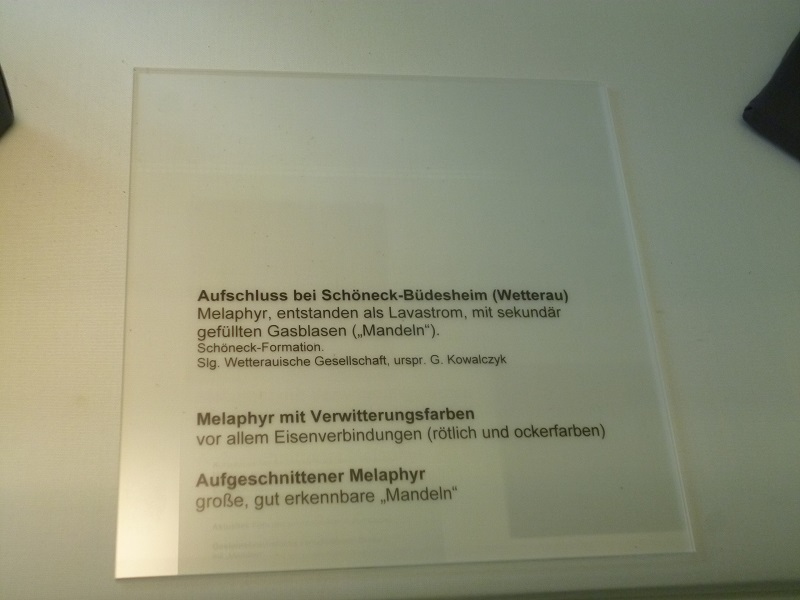 Aufschluss bei Schöneck-Büdesheim (Wetterau)
Melaphyr, entstanden als Lavastrom, mit sekundär
gefüllten Gasblasen („Mandeln“).
Schöneck-Formation.
Slg. Wetterauische Gesellschaft, urspr. G. Kowalczyk
Melaphyr mit Verwitterungsfarben
vor allem Eisenverbindungen (rötlich und ockerfarben)
Aufgeschnittener Melaphyr
große, gut erkennbare „Mandeln“